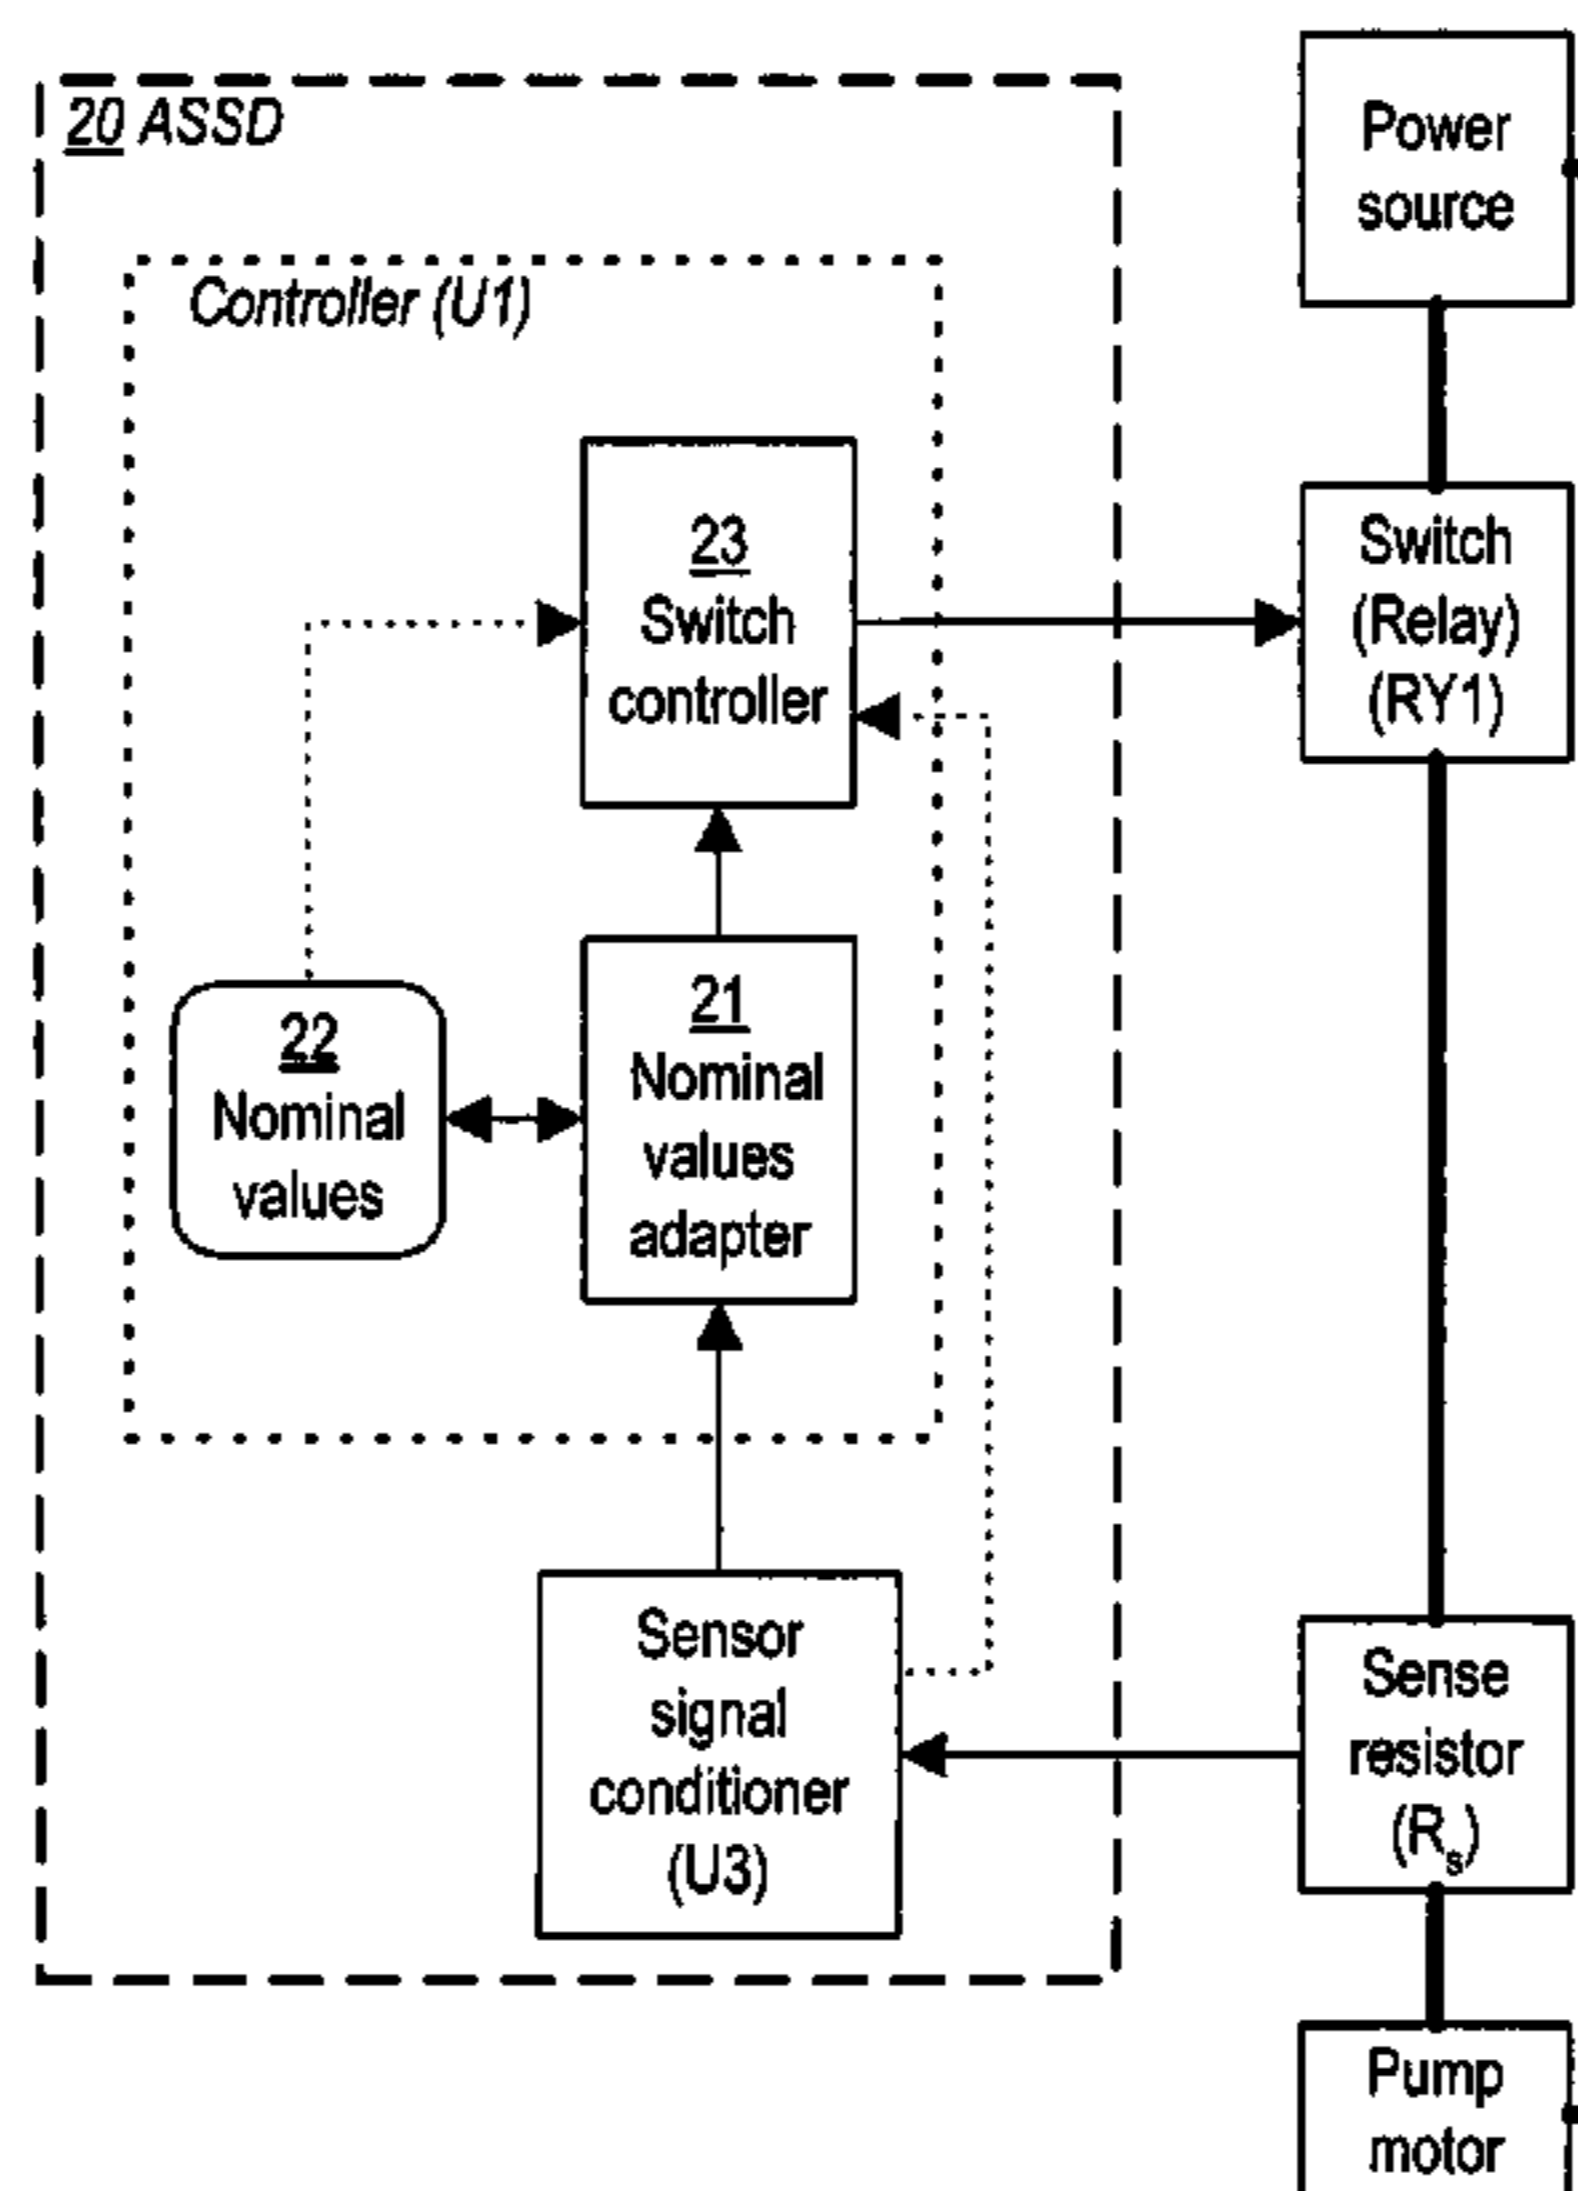 20 ASSD
Controller (U1)
Power
source
23
Switch
controller
Switch
(Relay)
(RY1)
22
Nominal
values
21
Nominal
values
adapter
Sensor
signal
conditioner
(U3)
Sense
resistor
(Rs)
Pump
motor